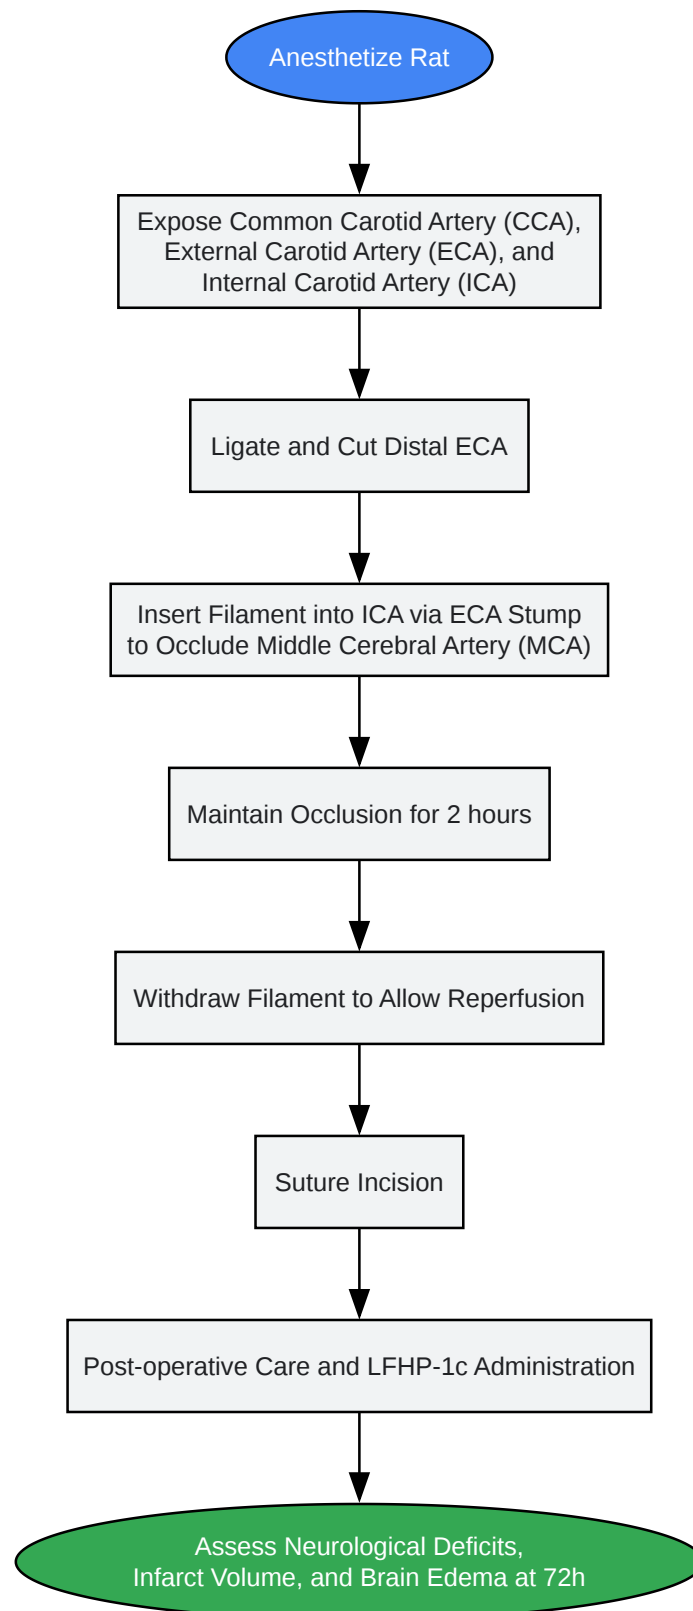 Anesthetize Rat
Expose Common Carotid Artery (CCA),
External Carotid Artery (ECA), and
Internal Carotid Artery (ICA)
Ligate and Cut Distal ECA
Insert Filament into ICA via ECA Stump
to Occlude Middle Cerebral Artery (MCA)
Maintain Occlusion for 2 hours
Withdraw Filament to Allow Reperfusion
Suture Incision
Post-operative Care and LFHP-1c Administration
Assess Neurological Deficits,
Infarct Volume, and Brain Edema at 72h